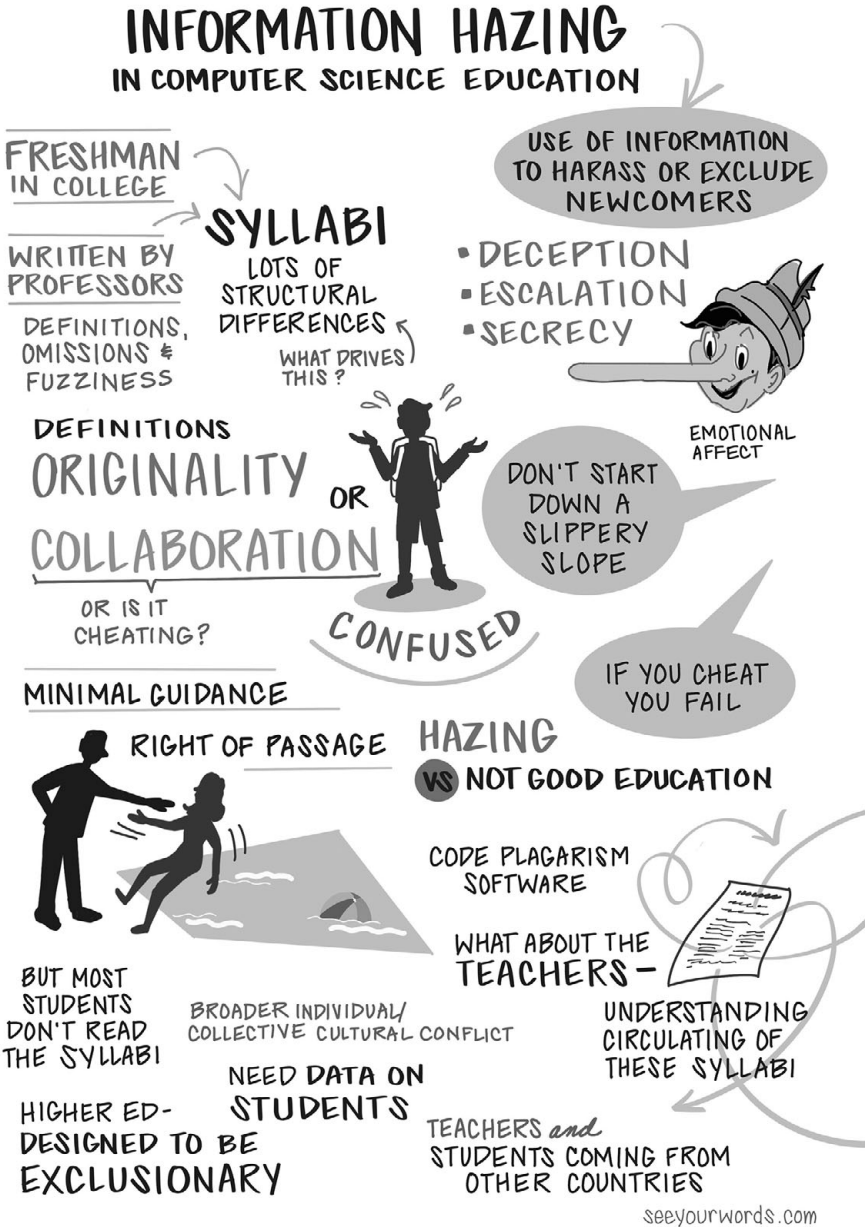 INFORMATION HAZING
IN COMPUTER SCIENCE EDUCATION
USE OF INFORMATION
TO HARASS OR EXCLUDE
NEWCOMERS
FRESHMAN
IN COLLEGE
SYLLABI
LOTS OF
STRUCTURAL
DIFFERENCES
WHAT DRIVES
THIS?
WRITTEN BY
PROFESSORS
DEFINITIONS,
OMISSIONS &
FUZZINESS
▪ DECEPTION
▪ ESCALATION
▪ SECRECY
EMOTIONAL
AFFECT
DEFINITIONS
ORIGINALITY
OR
COLLABORATION
OR IS IT
CHEATING?
CONFUSED
DON'T START
DOWN A
SLIPPERY
SLOPE
IF YOU CHEAT
YOU FAIL
MINIMAL GUIDANCE
RIGHT OF PASSAGE
HAZING
VS NOT GOOD EDUCATION
CODE PLAGARISM
SOFTWARE
WHAT ABOUT THE
TEACHERS –
UNDERSTANDING
CIRCULATING OF
THESE SYLLABI
BUT MOST
STUDENTS
DON'T READ
THE SYLLABI
BROADER INDIVIDUAL/
COLLECTIVE CULTURAL CONFLICT
NEED DATA ON
STUDENTS
HIGHER ED-
DESIGNED TO BE
EXCLUSIONARY
TEACHERS and
STUDENTS COMING FROM
OTHER COUNTRIES
seeyourwords.com